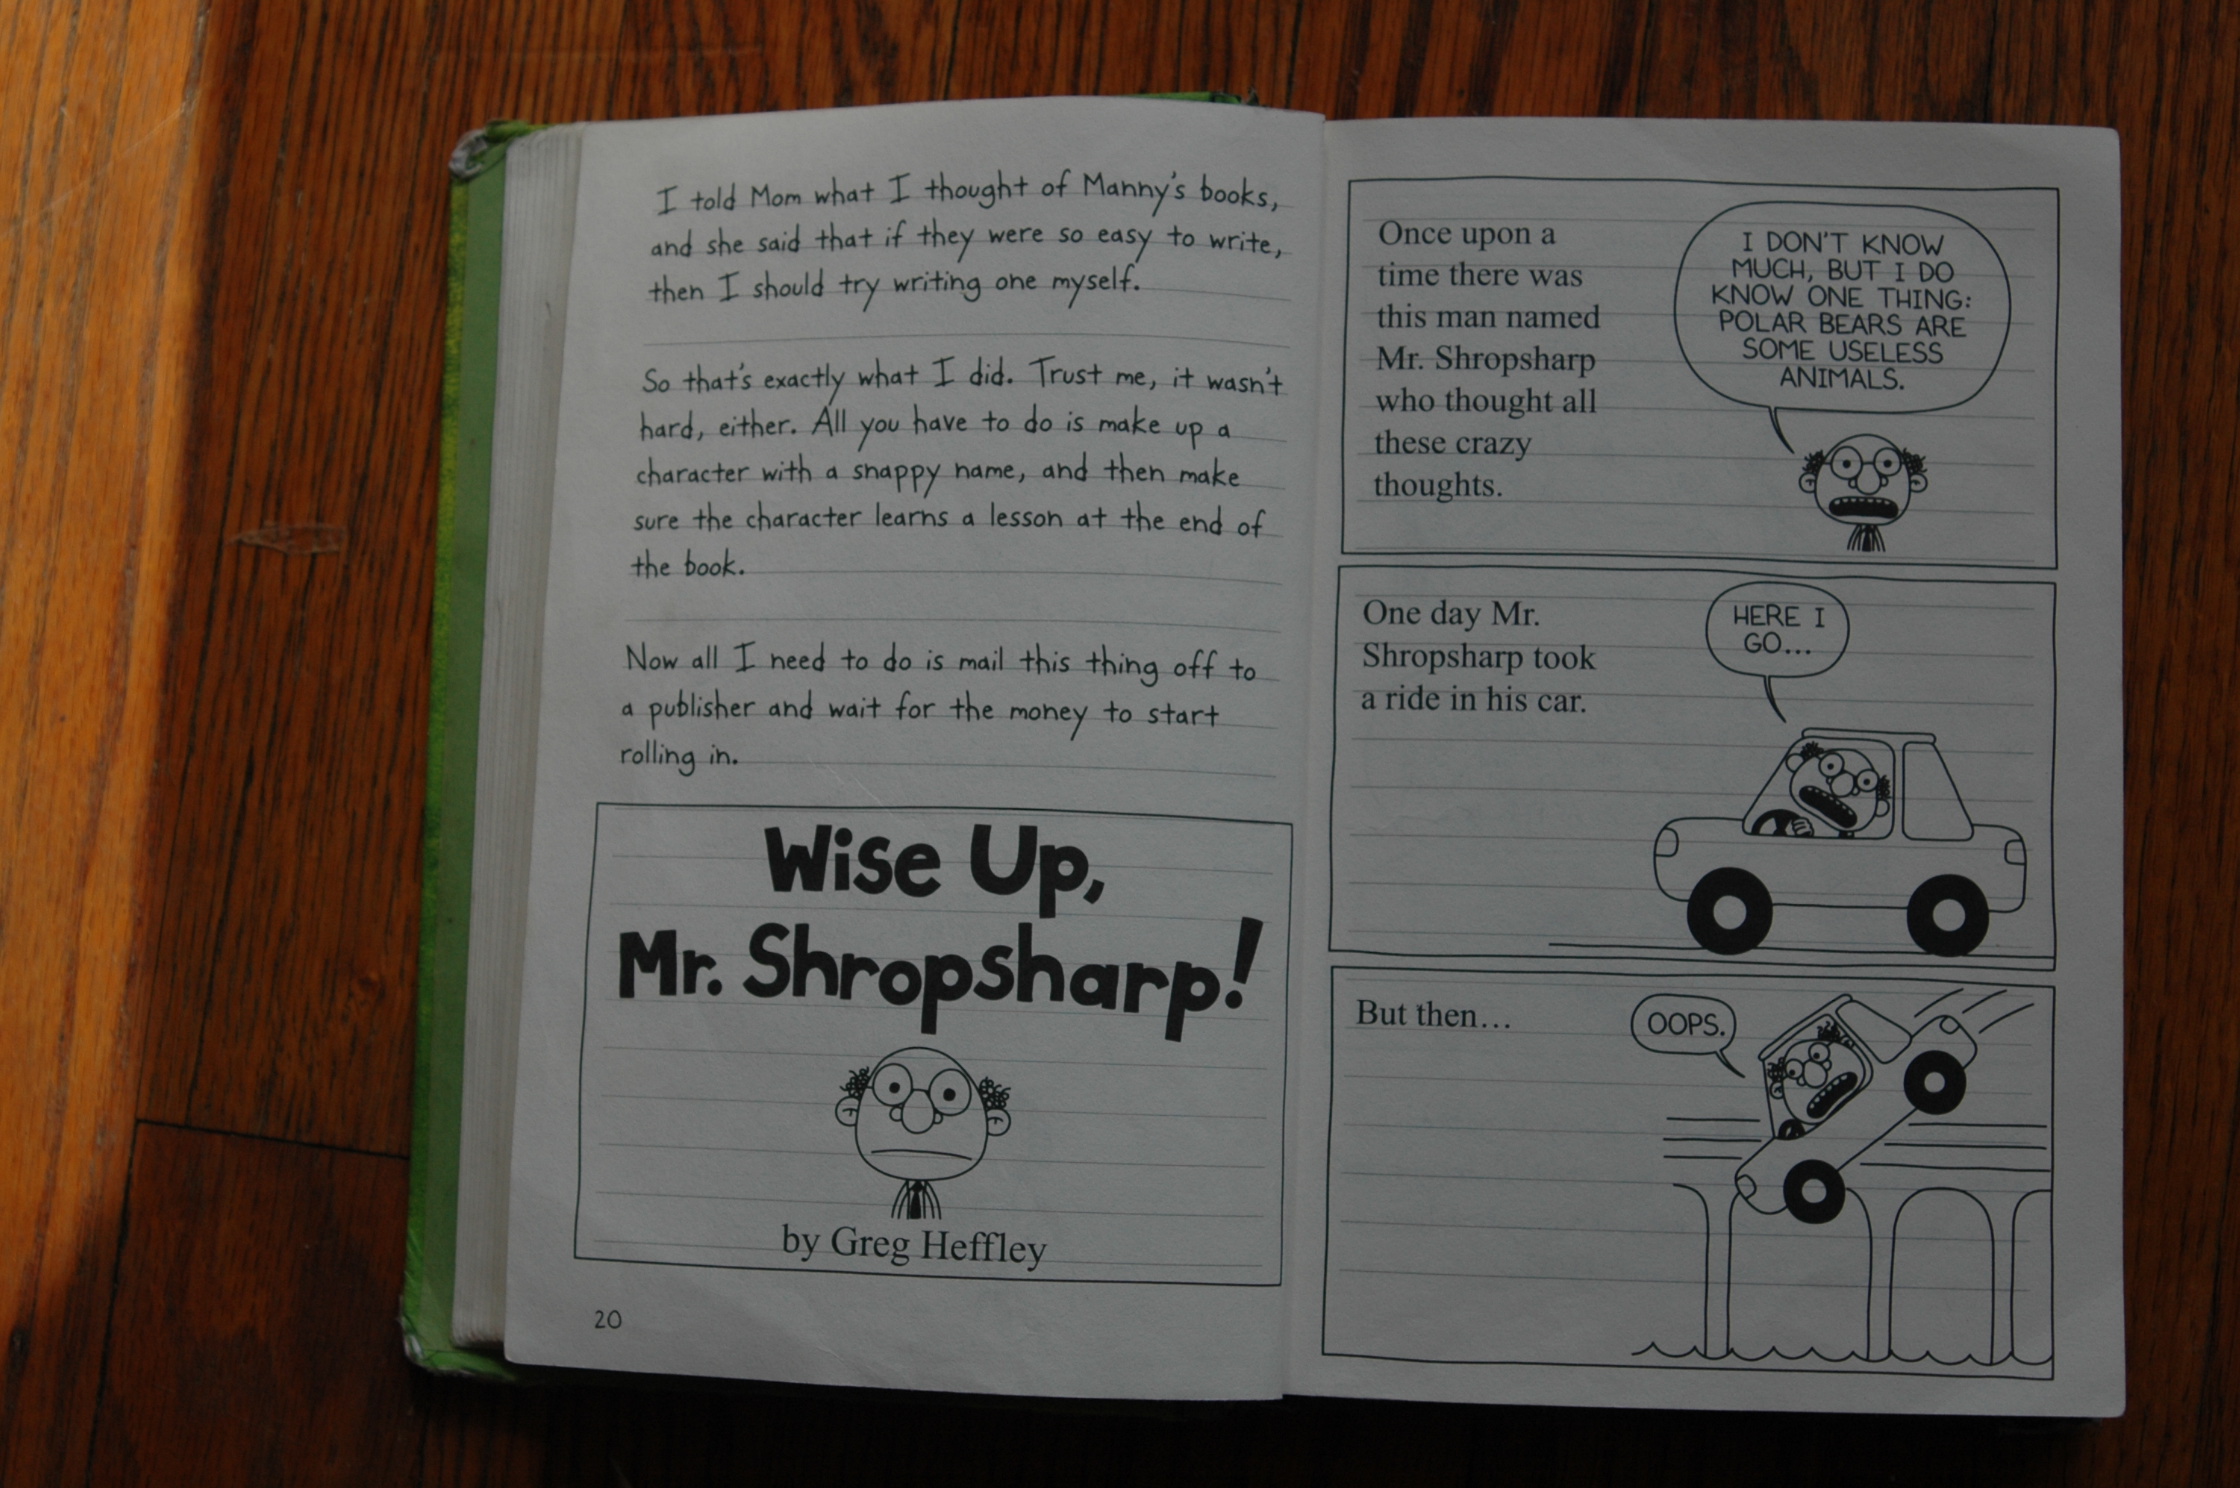 I told Mom what I thought of Manny's books,
and she said that if they were so easy to write,
then I should try writing one myself.
So that's exactly what I did. Trust me, it wasn't
hard, either. All you have to do is make up a
character with a snappy name, and then make
sure the character learns a lesson at the end of
the book.
Now all I need to do is mail this thing off to
a publisher and wait for the money to start
rolling in.
Wise Up,
Mr. Shropsharp!
by Greg Heffley
20
Once upon a
time there was
this man named
Mr. Shropsharp
who thought all
these crazy
thoughts.
I DON'T KNOW
MUCH, BUT I DO
KNOW ONE THING:
POLAR BEARS ARE
SOME USELESS
ANIMALS.
One day Mr.
Shropsharp took
a ride in his car.
HERE I
GO...
But then...
OOPS.